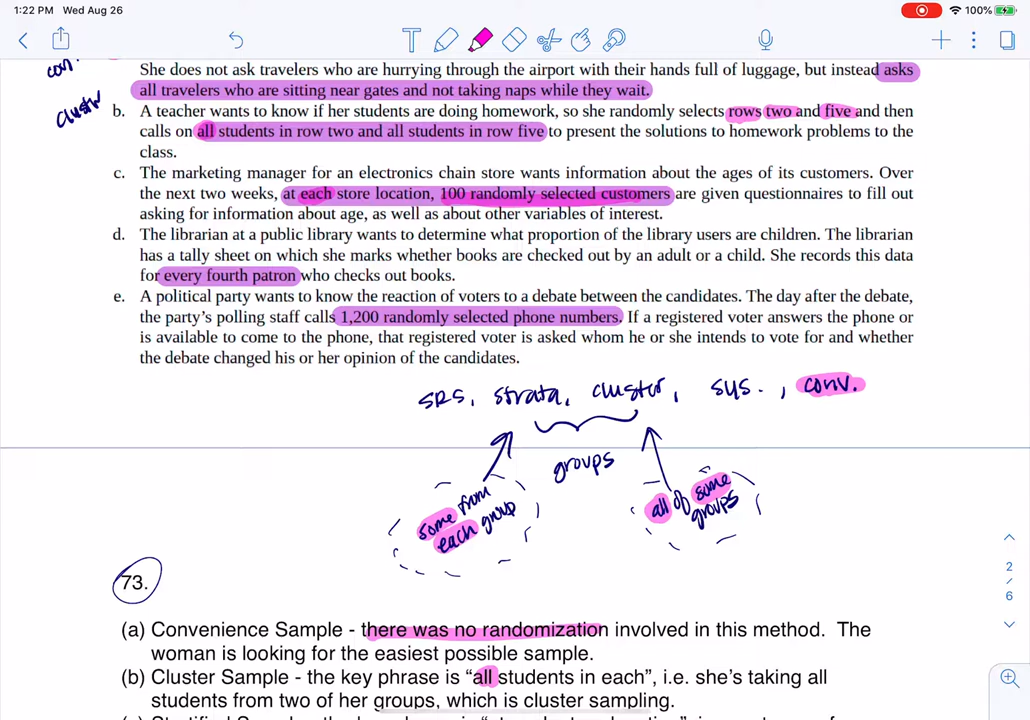 1:22 PM Wed Aug 26
100%
con.
She does not ask travelers who are hurrying through the airport with their hands full of luggage, but instead asks
all travelers who are sitting near gates and not taking naps while they wait.
cluster
b. A teacher wants to know if her students are doing homework, so she randomly selects rows two and five and then
calls on all students in row two and all students in row five to present the solutions to homework problems to the
class.
c. The marketing manager for an electronics chain store wants information about the ages of its customers. Over
the next two weeks, at each store location, 100 randomly selected customers are given questionnaires to fill out
asking for information about age, as well as about other variables of interest.
d. The librarian at a public library wants to determine what proportion of the library users are children. The librarian
has a tally sheet on which she marks whether books are checked out by an adult or a child. She records this data
for every fourth patron who checks out books.
e. A political party wants to know the reaction of voters to a debate between the candidates. The day after the debate,
the party's polling staff calls 1,200 randomly selected phone numbers. If a registered voter answers the phone or
is available to come to the phone, that registered voter is asked whom he or she intends to vote for and whether
the debate changed his or her opinion of the candidates.
SRS, strata, cluster, sys., conv.
groups
some from
each group
all of some
groups
2
/
6
73.
(a) Convenience Sample - there was no randomization involved in this method. The
woman is looking for the easiest possible sample.
(b) Cluster Sample - the key phrase is "all students in each", i.e. she's taking all
students from two of her groups, which is cluster sampling.